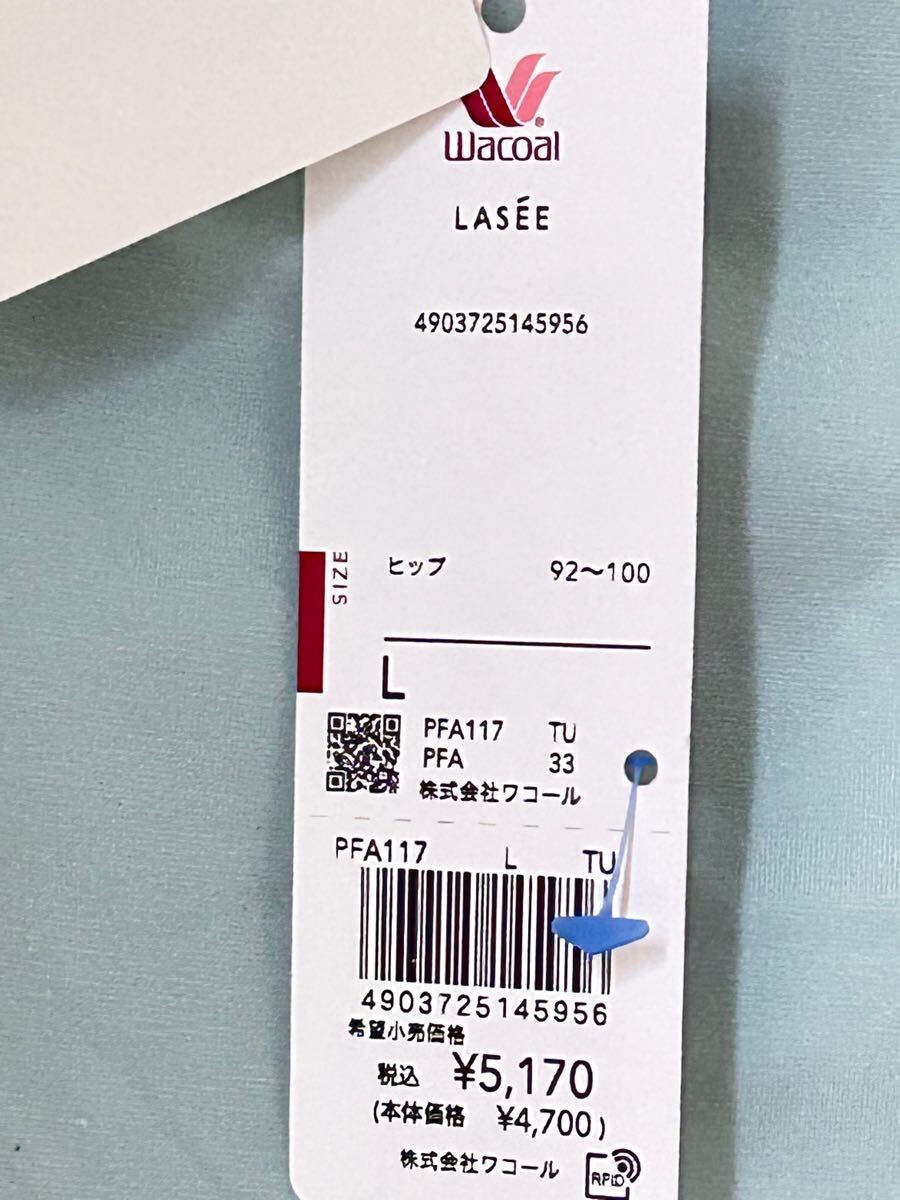 Wacoal
LASÉE
4903725145956
SIZE
ヒップ 92～100
L
PFA117 TU
PFA 33
株式会社ワコール
PFA117 L TU
4903725145956
希望小売価格
税込 ¥5,170
(本体価格 ¥4,700)
株式会社ワコール
RFID